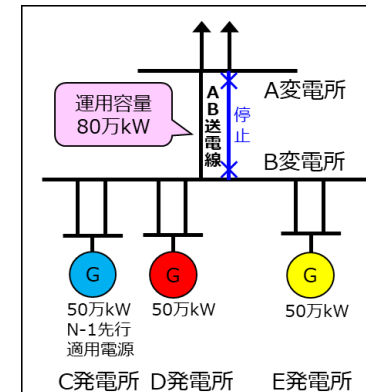 運用容量
80万kW
AB送電線
停止
A変電所
B変電所
G
G
G
50万kW
N-1先行
適用電源
50万kW
50万kW
C発電所
D発電所
E発電所